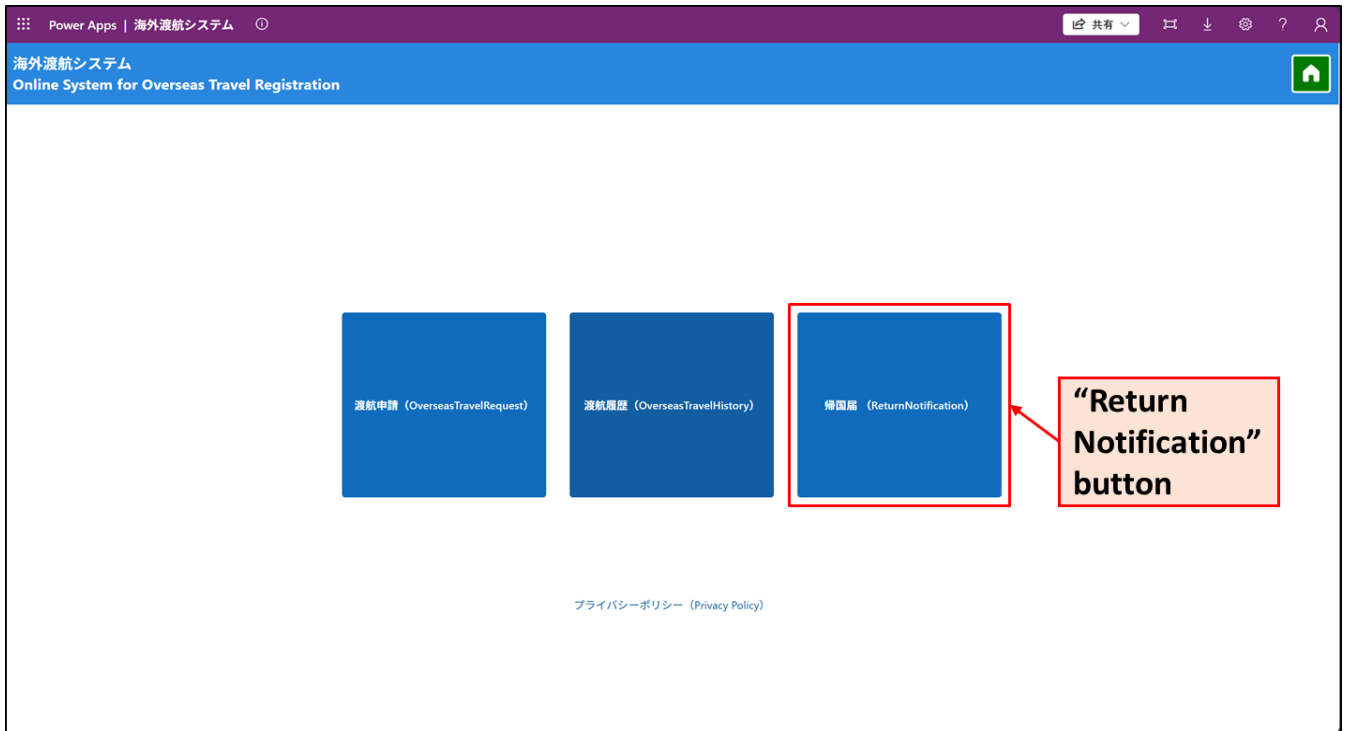 Power Apps | 海外渡航システム
共有
海外渡航システム
Online System for Overseas Travel Registration
渡航申請（OverseasTravelRequest）
渡航履歴（OverseasTravelHistory）
帰国届 （ReturnNotification）
“Return
Notification”
button
プライバシーポリシー（Privacy Policy）